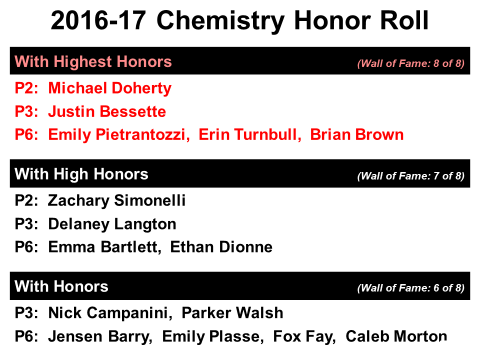 2016-17 Chemistry Honor Roll
With Highest Honors (Wall of Fame: 8 of 8)
P2: Michael Doherty
P3: Justin Bessette
P6: Emily Pietrantozzi, Erin Turnbull, Brian Brown
With High Honors (Wall of Fame: 7 of 8)
P2: Zachary Simonelli
P3: Delaney Langton
P6: Emma Bartlett, Ethan Dionne
With Honors (Wall of Fame: 6 of 8)
P3: Nick Campanini, Parker Walsh
P6: Jensen Barry, Emily Plasse, Fox Fay, Caleb Morton